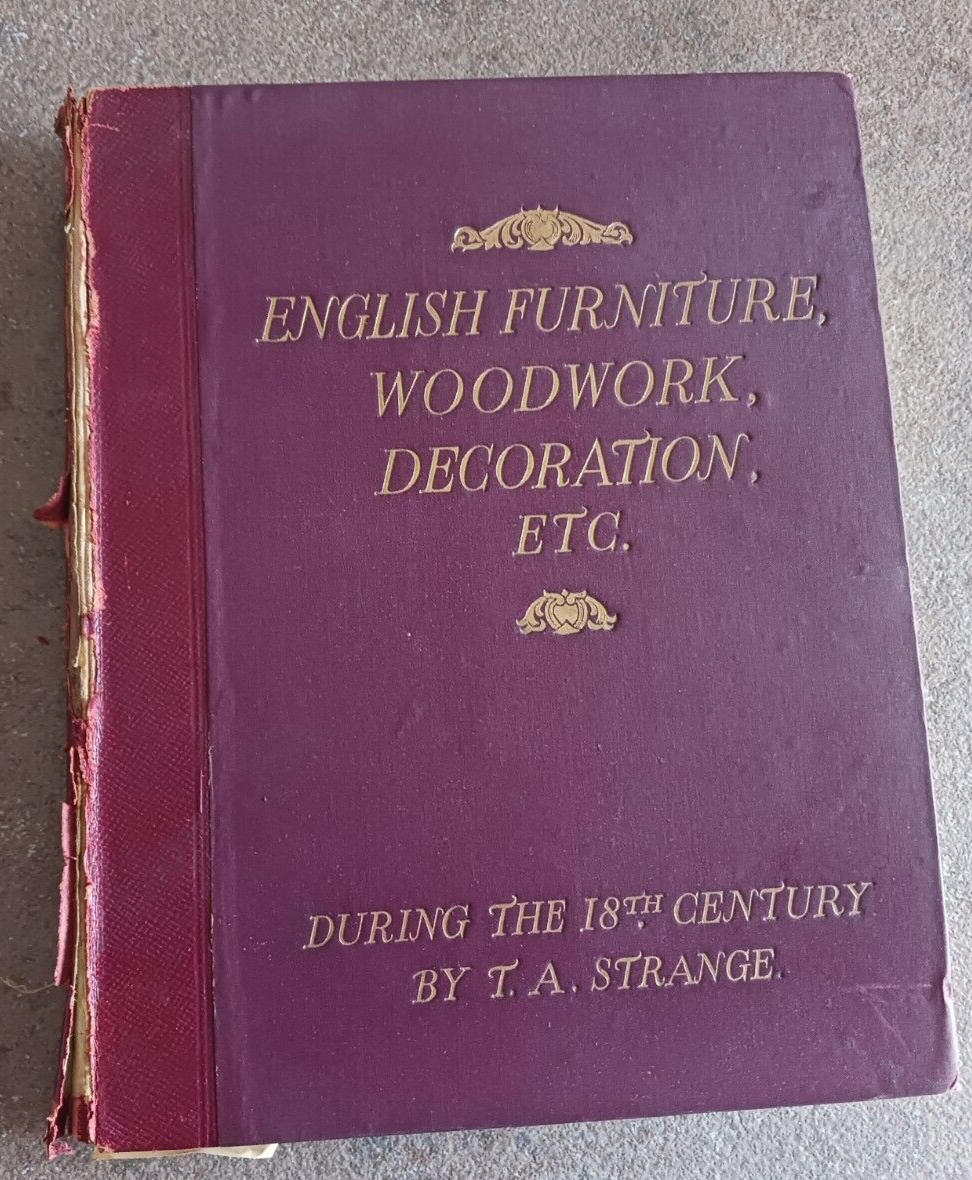 ENGLISH FURNITURE,
WOODWORK,
DECORATION,
ETC.
DURING THE 18TH. CENTURY
BY T. A. STRANGE.